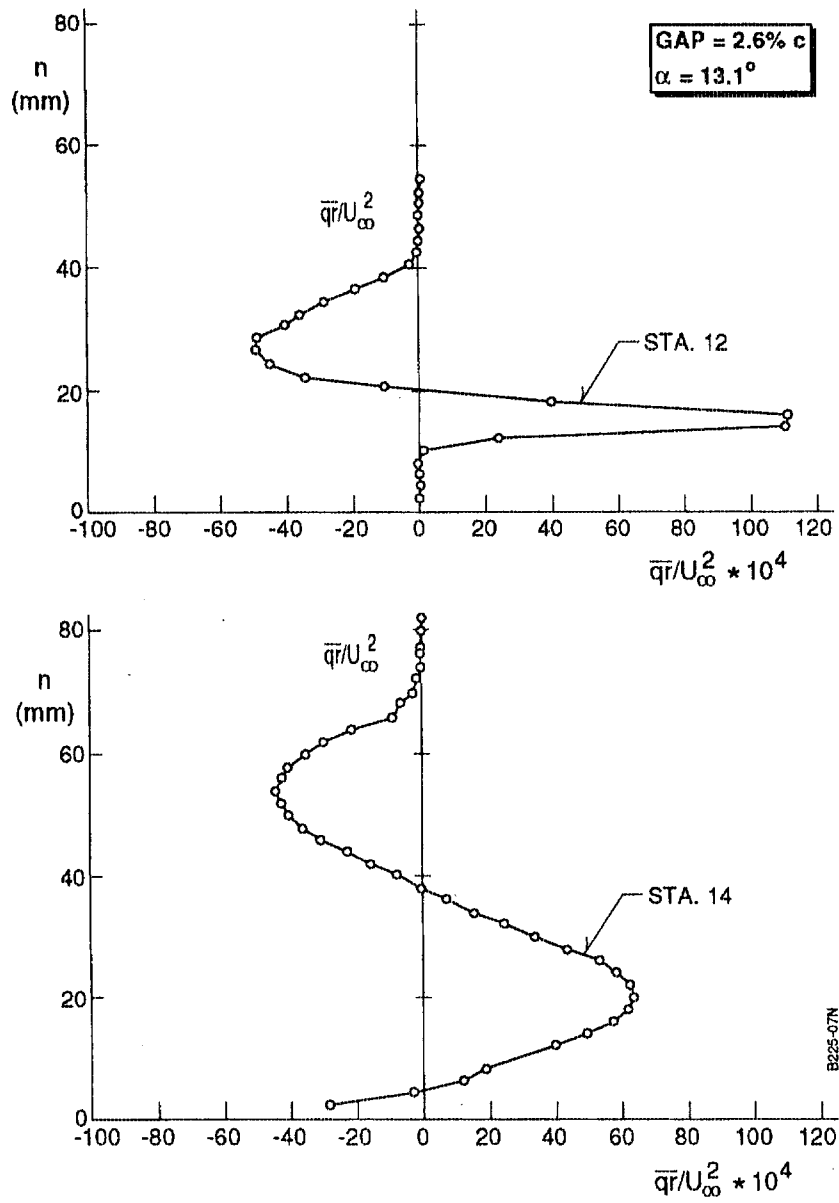 GAP = 2.6% c
α = 13.1°
80
n
(mm)
60
40
20
0
q̅r̅/U∞²
STA. 12
-100 -80 -60 -40 -20 0 20 40 60 80 100 120
q̅r̅/U∞² * 10⁴
80
n
(mm)
60
40
20
0
q̅r̅/U∞²
STA. 14
-100 -80 -60 -40 -20 0 20 40 60 80 100 120
q̅r̅/U∞² * 10⁴
B225-07N